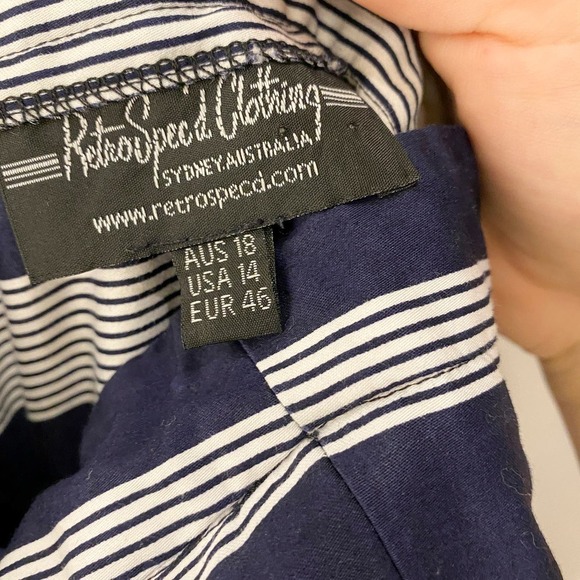 RetroSpec'd Clothing
SYDNEY.AUSTRALIA
www.retrospecd.com
AUS 18
USA 14
EUR 46